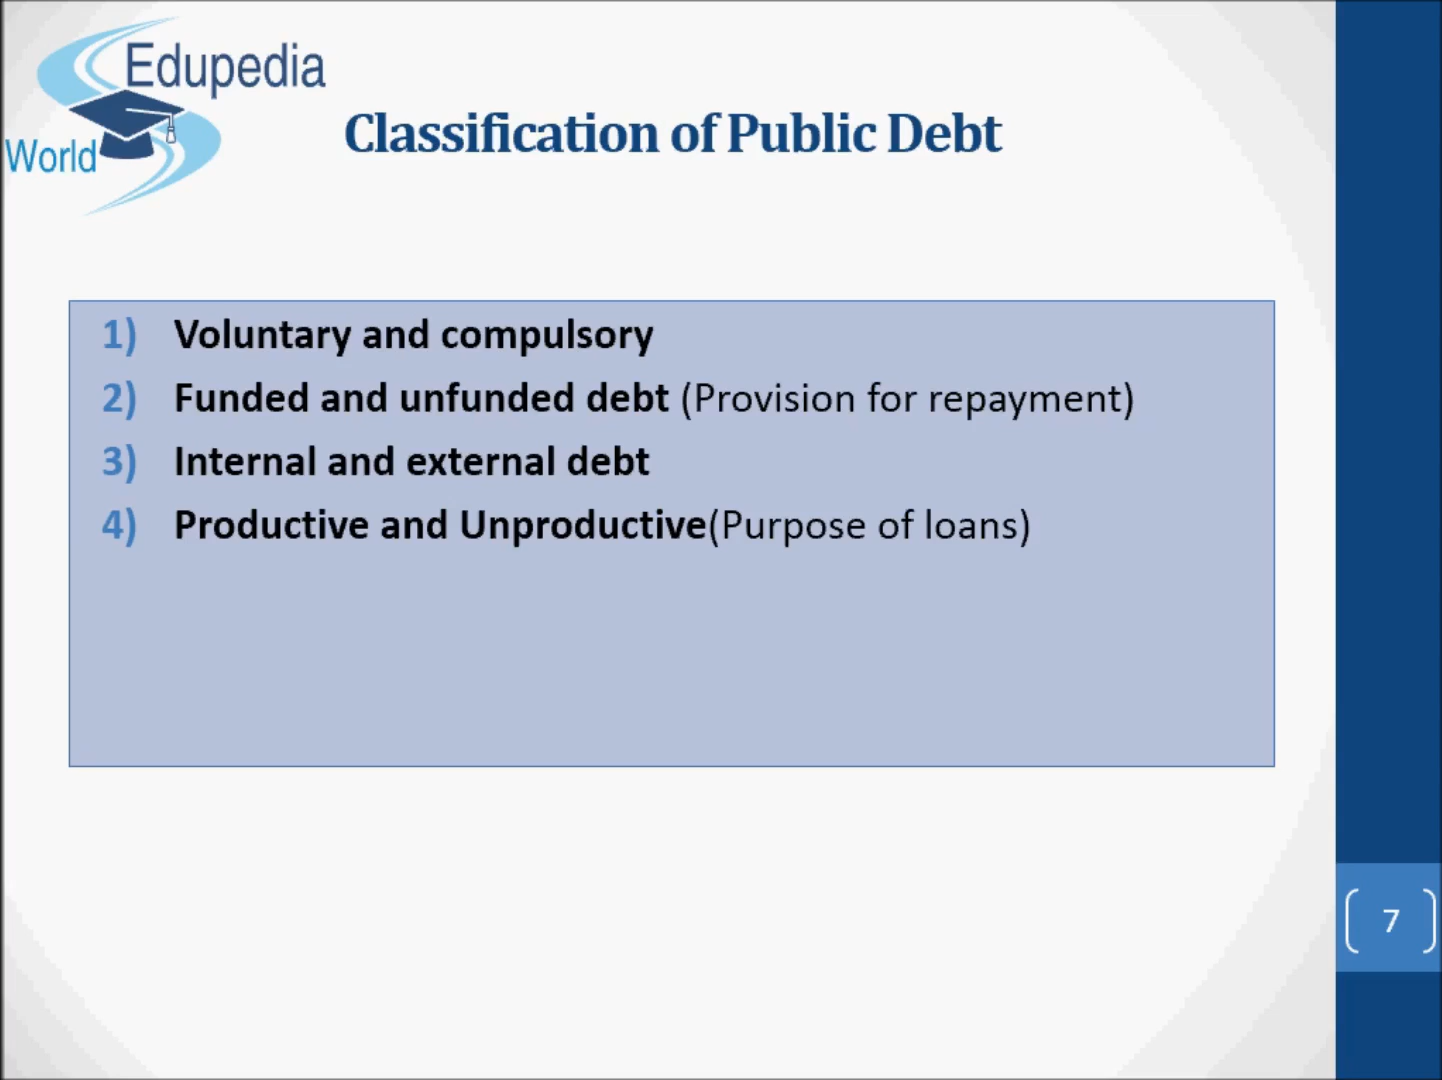 Edupedia
World
Classification of Public Debt
1) Voluntary and compulsory
2) Funded and unfunded debt (Provision for repayment)
3) Internal and external debt
4) Productive and Unproductive(Purpose of loans)
7